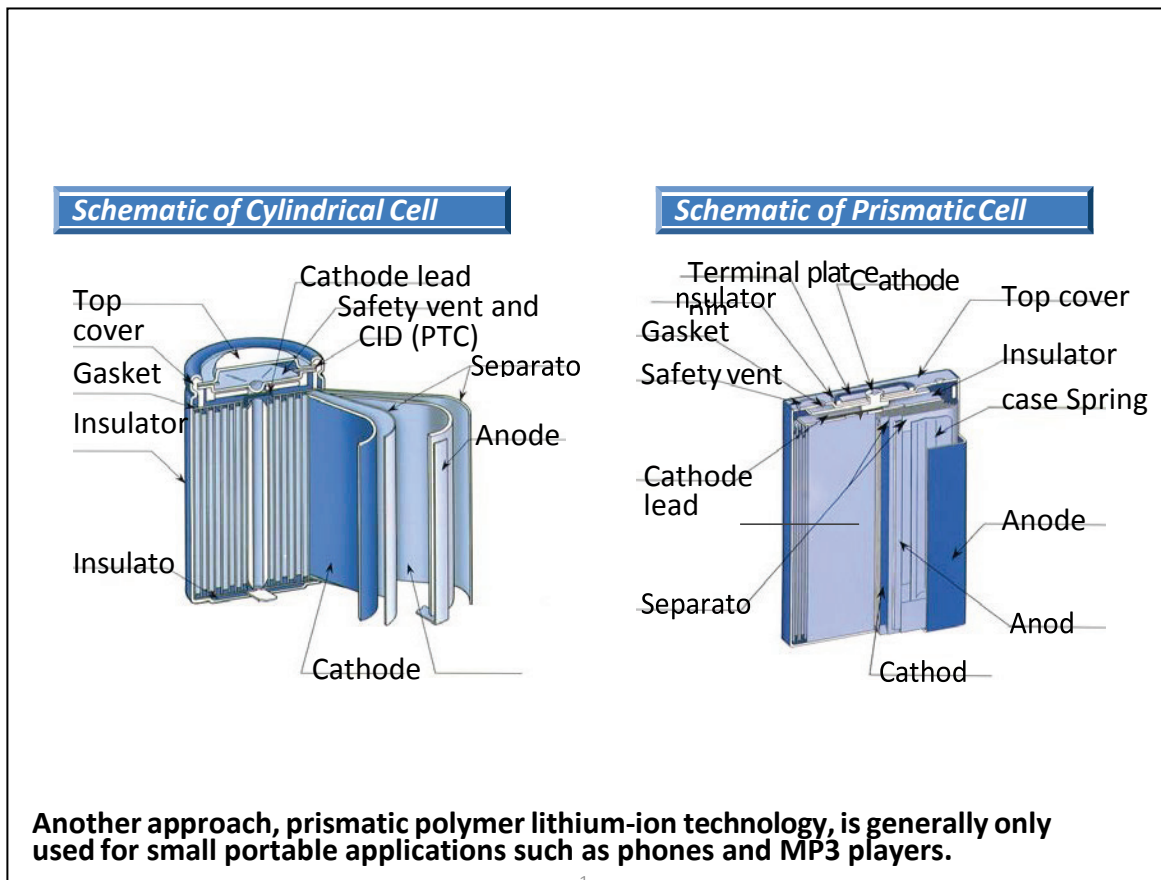 Schematic of Cylindrical Cell
Cathode lead
Top
cover
Safety vent and
CID (PTC)
Gasket
Separato
Insulator
Anode
Insulato
Cathode
Schematic of Prismatic Cell
Terminal plat e
Cathode
nsulator
Top cover
Gasket
Insulator
Safety vent
case Spring
Cathode
lead
Anode
Separato
Anod
Cathod
Another approach, prismatic polymer lithium-ion technology, is generally only
used for small portable applications such as phones and MP3 players.